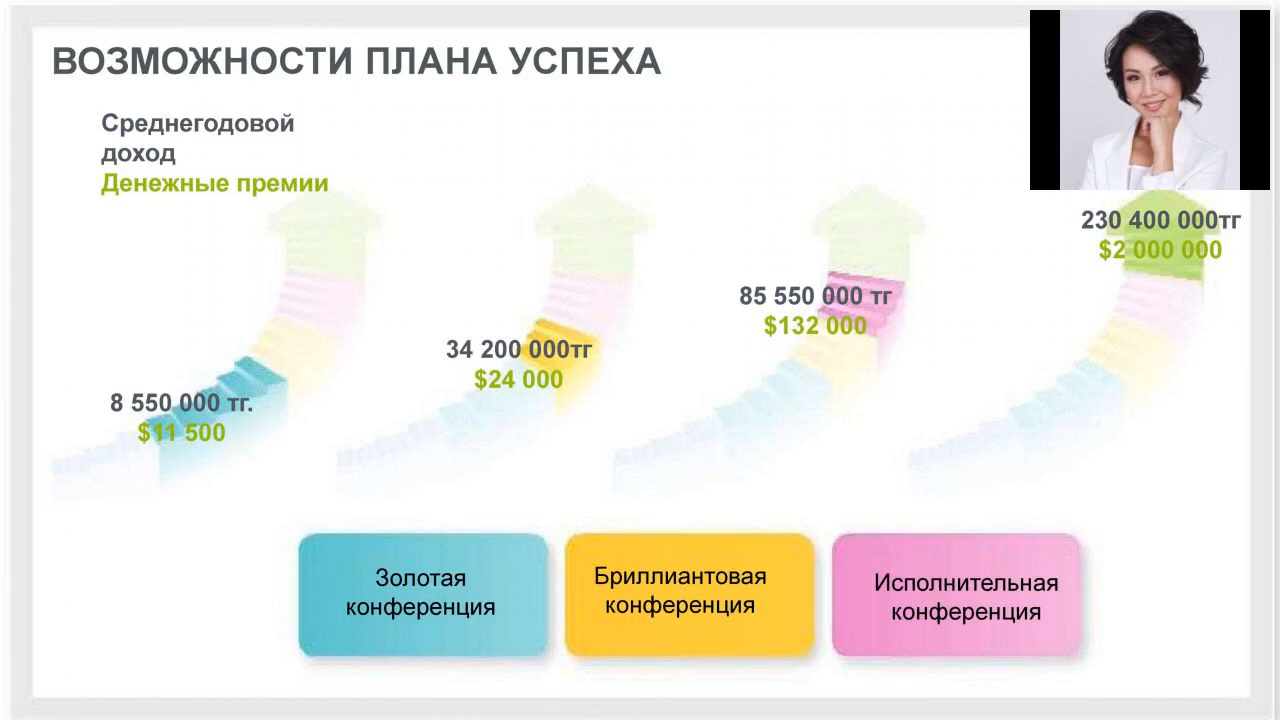 ВОЗМОЖНОСТИ ПЛАНА УСПЕХА
Среднегодовой
доход
Денежные премии
8 550 000 тг.
$11 500
34 200 000тг
$24 000
85 550 000 тг
$132 000
230 400 000тг
$2 000 000
Золотая
конференция
Бриллиантовая
конференция
Исполнительная
конференция